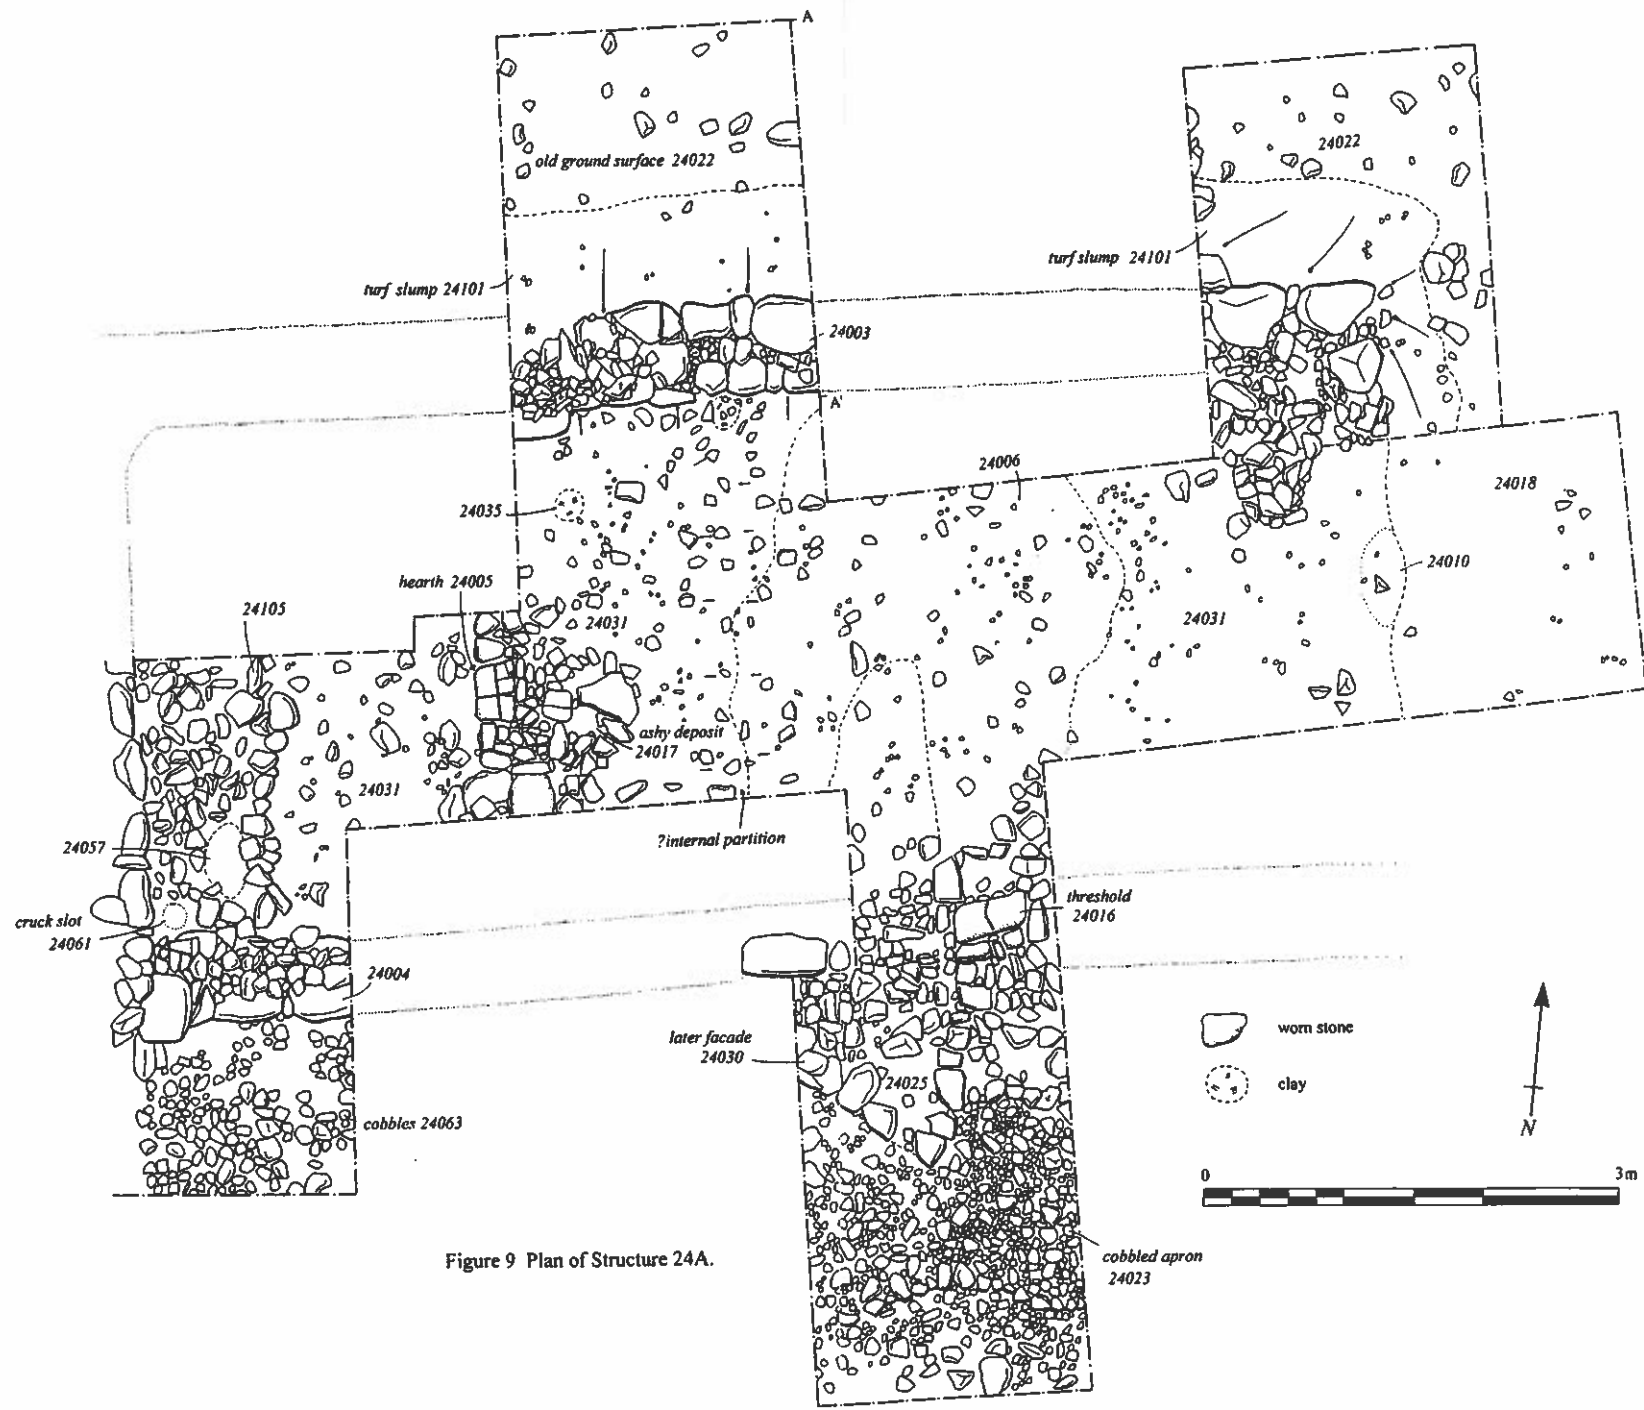 A
old ground surface 24022
24022
turf slump 24101
turf slump 24101
24003
A'
24006
24018
24035
24010
hearth 24005
24105
24031
24031
ashy deposit
24017
24031
24057
?internal partition
cruck slot
24061
threshold
24016
24004
later facade
24030
24025
worn stone
clay
N
cobbles 24063
0
3m
cobbled apron
24023
Figure 9 Plan of Structure 24A.